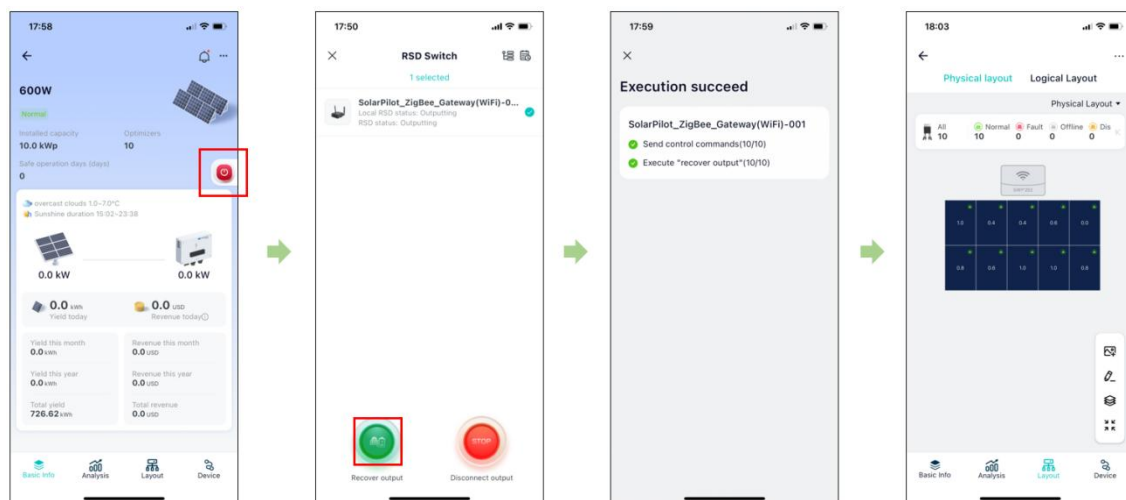 17:58
600W
Normal
Installed capacity
Optimizers
10.0 kWp
10
Safe operation days (days)
0
overcast clouds 1.0~7.0°C
Sunshine duration 15:02~23:38
0.0 kW
0.0 kW
0.0 kWh
Yield today
0.0 USD
Revenue today
Yield this month
0.0 kWh
Revenue this month
0.0 USD
Yield this year
0.0 kWh
Revenue this year
0.0 USD
Total yield
726.62 kWh
Total revenue
0.0 USD
Basic Info
Analysis
Layout
Device
17:50
RSD Switch
1 selected
SolarPilot_ZigBee_Gateway(WiFi)-0...
Local RSD status: Outputting
RSD status: Outputting
STOP
Recover output
Disconnect output
17:59
Execution succeed
SolarPilot_ZigBee_Gateway(WiFi)-001
Send control commands(10/10)
Execute "recover output"(10/10)
18:03
Physical layout
Logical Layout
Physical Layout
All
10
Normal
10
Fault
0
Offline
0
Dis
0
1.0
0.4
0.4
0.8
0.0
0.8
1.0
1.0
0.8
Basic Info
Analysis
Layout
Device